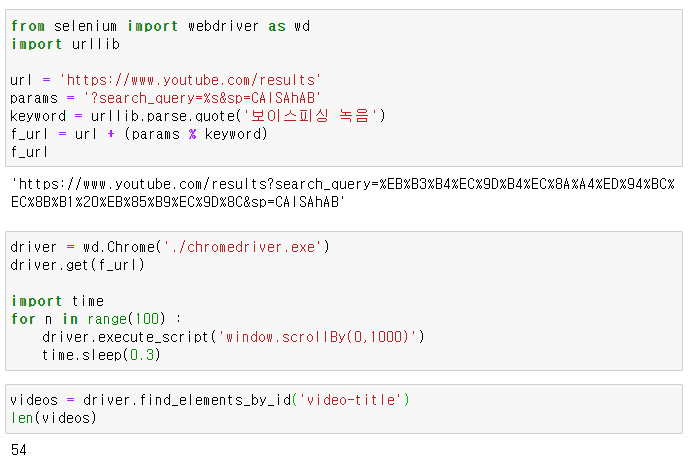 from selenium import webdriver as wd
import urllib
url = 'https://www.youtube.com/results'
params = '?search_query=%s&sp=CAISAhAB'
keyword = urllib.parse.quote('보이스피싱 녹음')
f_url = url + (params % keyword)
f_url
'https://www.youtube.com/results?search_query=%EB%B3%B4%EC%9D%B4%EC%8A%A4%ED%94%BC%
EC%8B%B1%20%EB%85%B9%EC%9D%8C&sp=CAISAhAB'
driver = wd.Chrome('./chromedriver.exe')
driver.get(f_url)
import time
for n in range(100) :
    driver.execute_script('window.scrollBy(0,1000)')
    time.sleep(0.3)
videos = driver.find_elements_by_id('video-title')
len(videos)
54